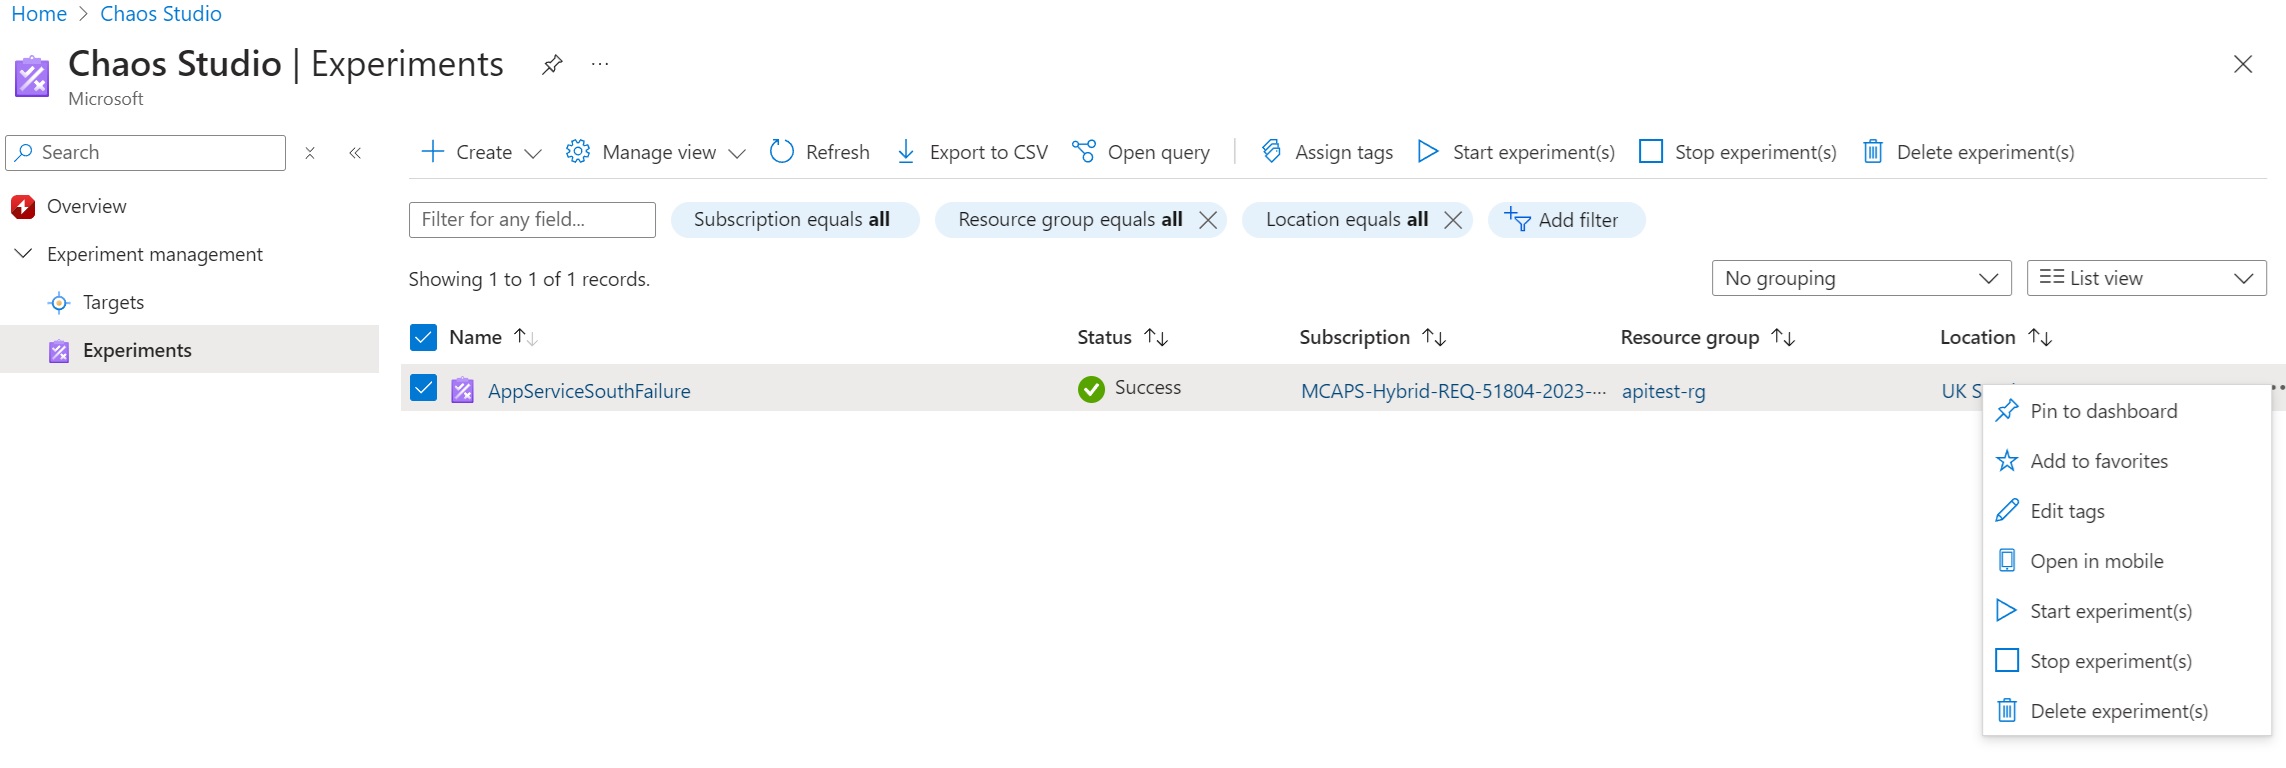 Home > Chaos Studio
Chaos Studio | Experiments ...
Microsoft
Search
Overview
Experiment management
Targets
Experiments
Create
Manage view
Refresh
Export to CSV
Open query
Assign tags
Start experiment(s)
Stop experiment(s)
Delete experiment(s)
Filter for any field...
Subscription equals all
Resource group equals all
Location equals all
Add filter
Showing 1 to 1 of 1 records.
No grouping
List view
Name
Status
Subscription
Resource group
Location
AppServiceSouthFailure
Success
MCAPS-Hybrid-REQ-51804-2023-...
apitest-rg
UK
Pin to dashboard
Add to favorites
Edit tags
Open in mobile
Start experiment(s)
Stop experiment(s)
Delete experiment(s)